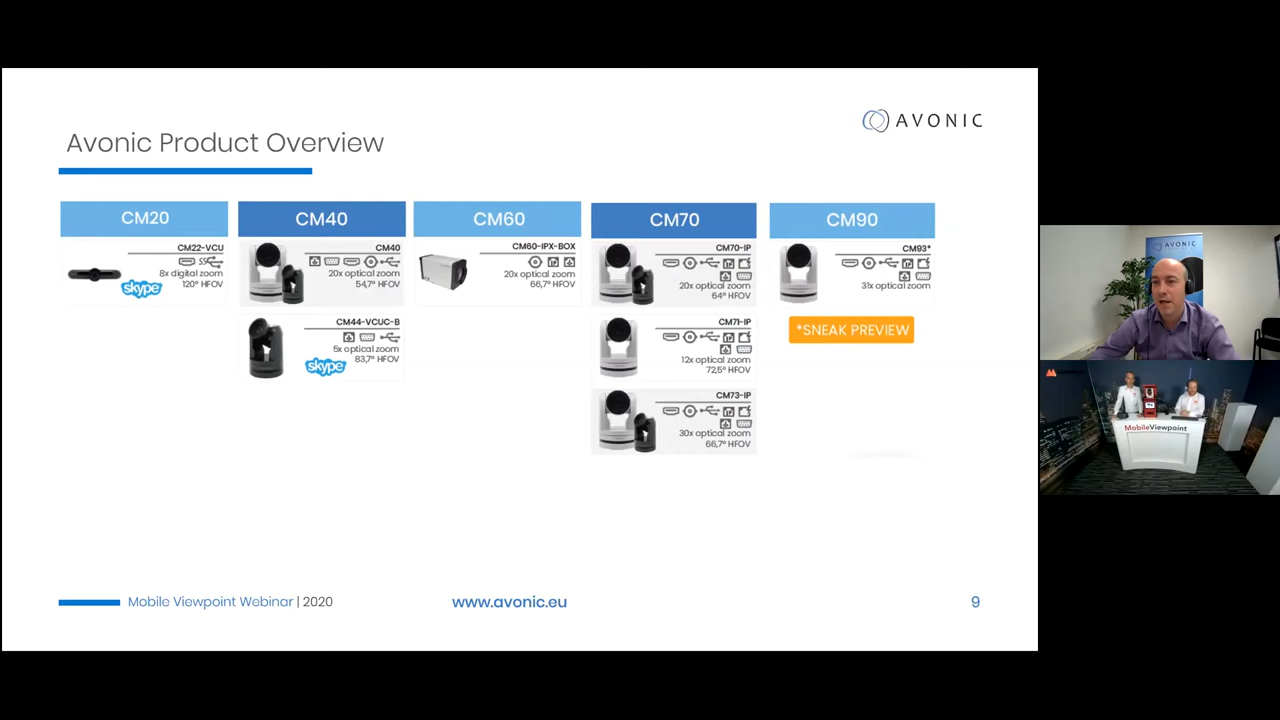 AVONIC
Avonic Product Overview
CM20
CM40
CM60
CM70
CM90
CM22-VCU
8x digital zoom
120° HFOV
skype
CM40
20x optical zoom
54,7° HFOV
CM44-VCUC-B
5x optical zoom
83,7° HFOV
skype
CM60-IPX-BOX
20x optical zoom
66,7° HFOV
CM70-IP
20x optical zoom
64° HFOV
CM71-IP
12x optical zoom
72,5° HFOV
CM73-IP
30x optical zoom
66,7° HFOV
CM93*
31x optical zoom
*SNEAK PREVIEW
Mobile Viewpoint Webinar | 2020
www.avonic.eu
9
AVONIC
MobileViewpoint